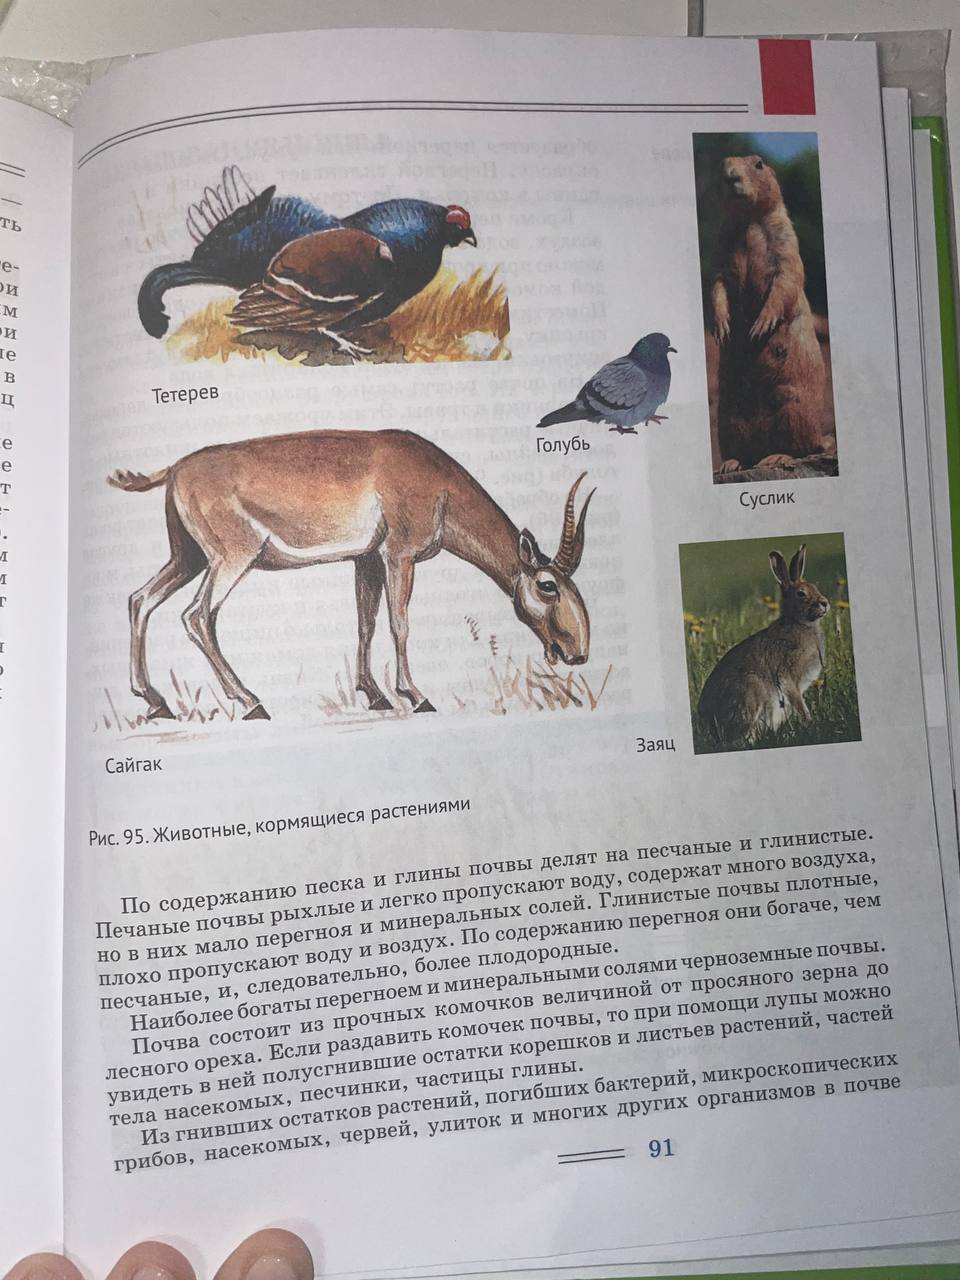 ть
Тетерев
Голубь
Суслик
Сайгак
Заяц
Рис. 95. Животные, кормящиеся растениями
По содержанию песка и глины почвы делят на песчаные и глинистые.
Печаные почвы рыхлые и легко пропускают воду, содержат много воздуха,
но в них мало перегноя и минеральных солей. Глинистые почвы плотные,
плохо пропускают воду и воздух. По содержанию перегноя они богаче, чем
песчаные, и, следовательно, более плодородные.
Наиболее богаты перегноем и минеральными солями черноземные почвы.
Почва состоит из прочных комочков величиной от просяного зерна до
лесного ореха. Если раздавить комочек почвы, то при помощи лупы можно
увидеть в ней полусгнившие остатки корешков и листьев растений, частей
тела насекомых, песчинки, частицы глины.
Из гнивших остатков растений, погибших бактерий, микроскопических
грибов, насекомых, червей, улиток и многих других организмов в почве
91